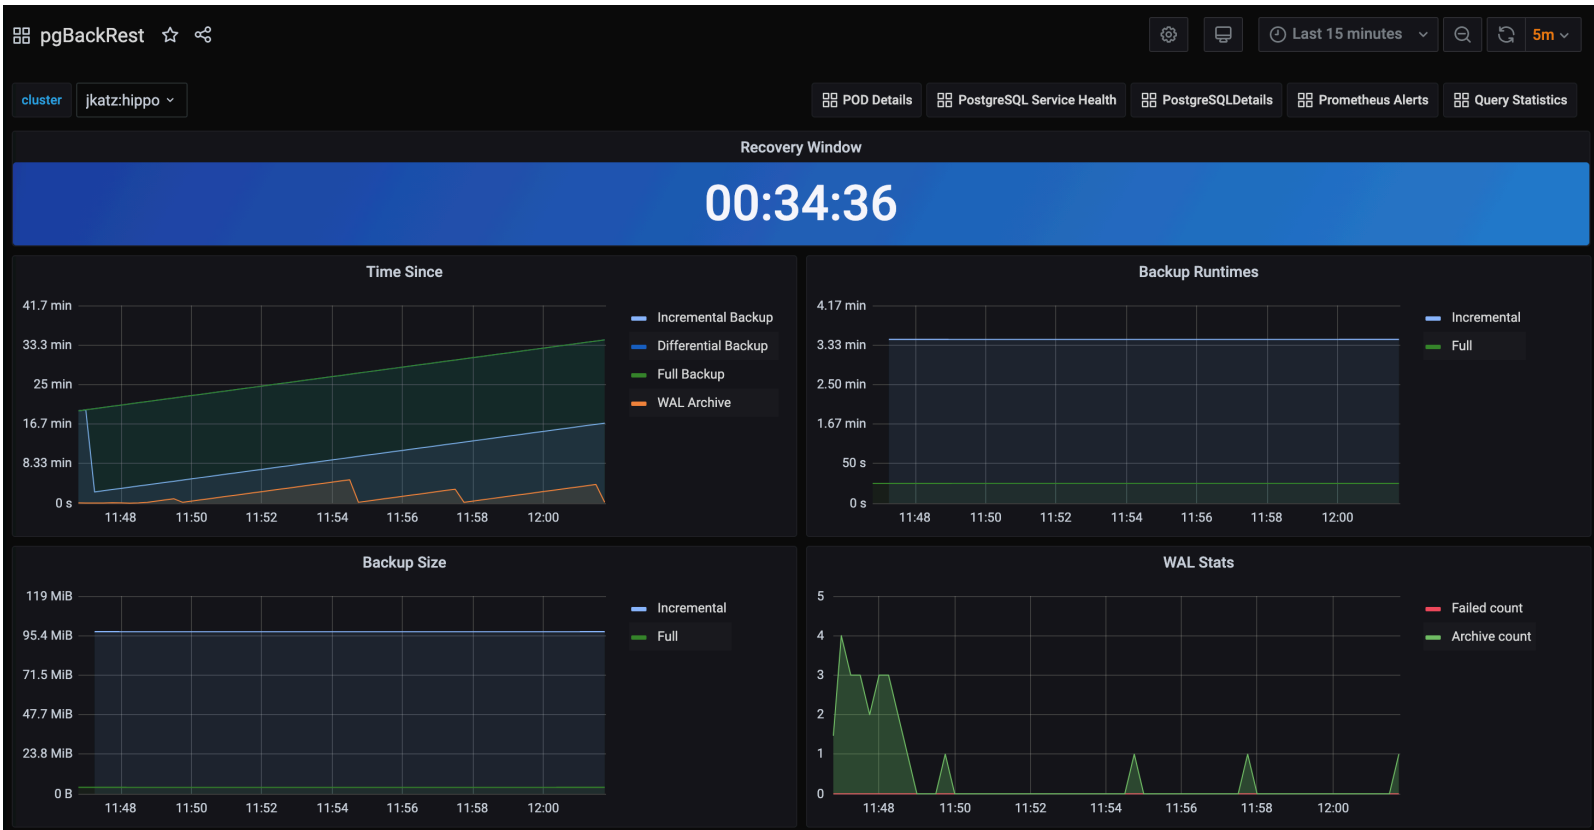 pgBackRest
Last 15 minutes
5m
cluster
jkatz:hippo
POD Details
PostgreSQL Service Health
PostgreSQLDetails
Prometheus Alerts
Query Statistics
Recovery Window
00:34:36
Time Since
41.7 min
33.3 min
25 min
16.7 min
8.33 min
0 s
11:48 11:50 11:52 11:54 11:56 11:58 12:00
Incremental Backup
Differential Backup
Full Backup
WAL Archive
Backup Runtimes
4.17 min
3.33 min
2.50 min
1.67 min
50 s
0 s
11:48 11:50 11:52 11:54 11:56 11:58 12:00
Incremental
Full
Backup Size
119 MiB
95.4 MiB
71.5 MiB
47.7 MiB
23.8 MiB
0 B
11:48 11:50 11:52 11:54 11:56 11:58 12:00
Incremental
Full
WAL Stats
5
4
3
2
1
0
11:48 11:50 11:52 11:54 11:56 11:58 12:00
Failed count
Archive count